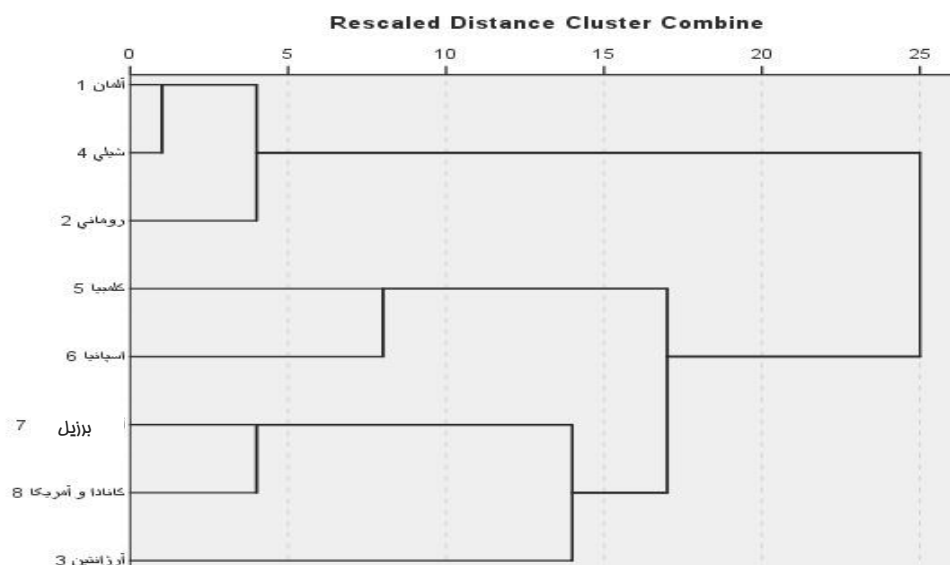 Rescaled Distance Cluster Combine
0 5 10 15 20 25
آلمان 1
شیلی 4
رومانی 2
کلمبیا 5
اسپانیا 6
برزیل 7
کانادا و آمریکا 8
آرژانتین 3